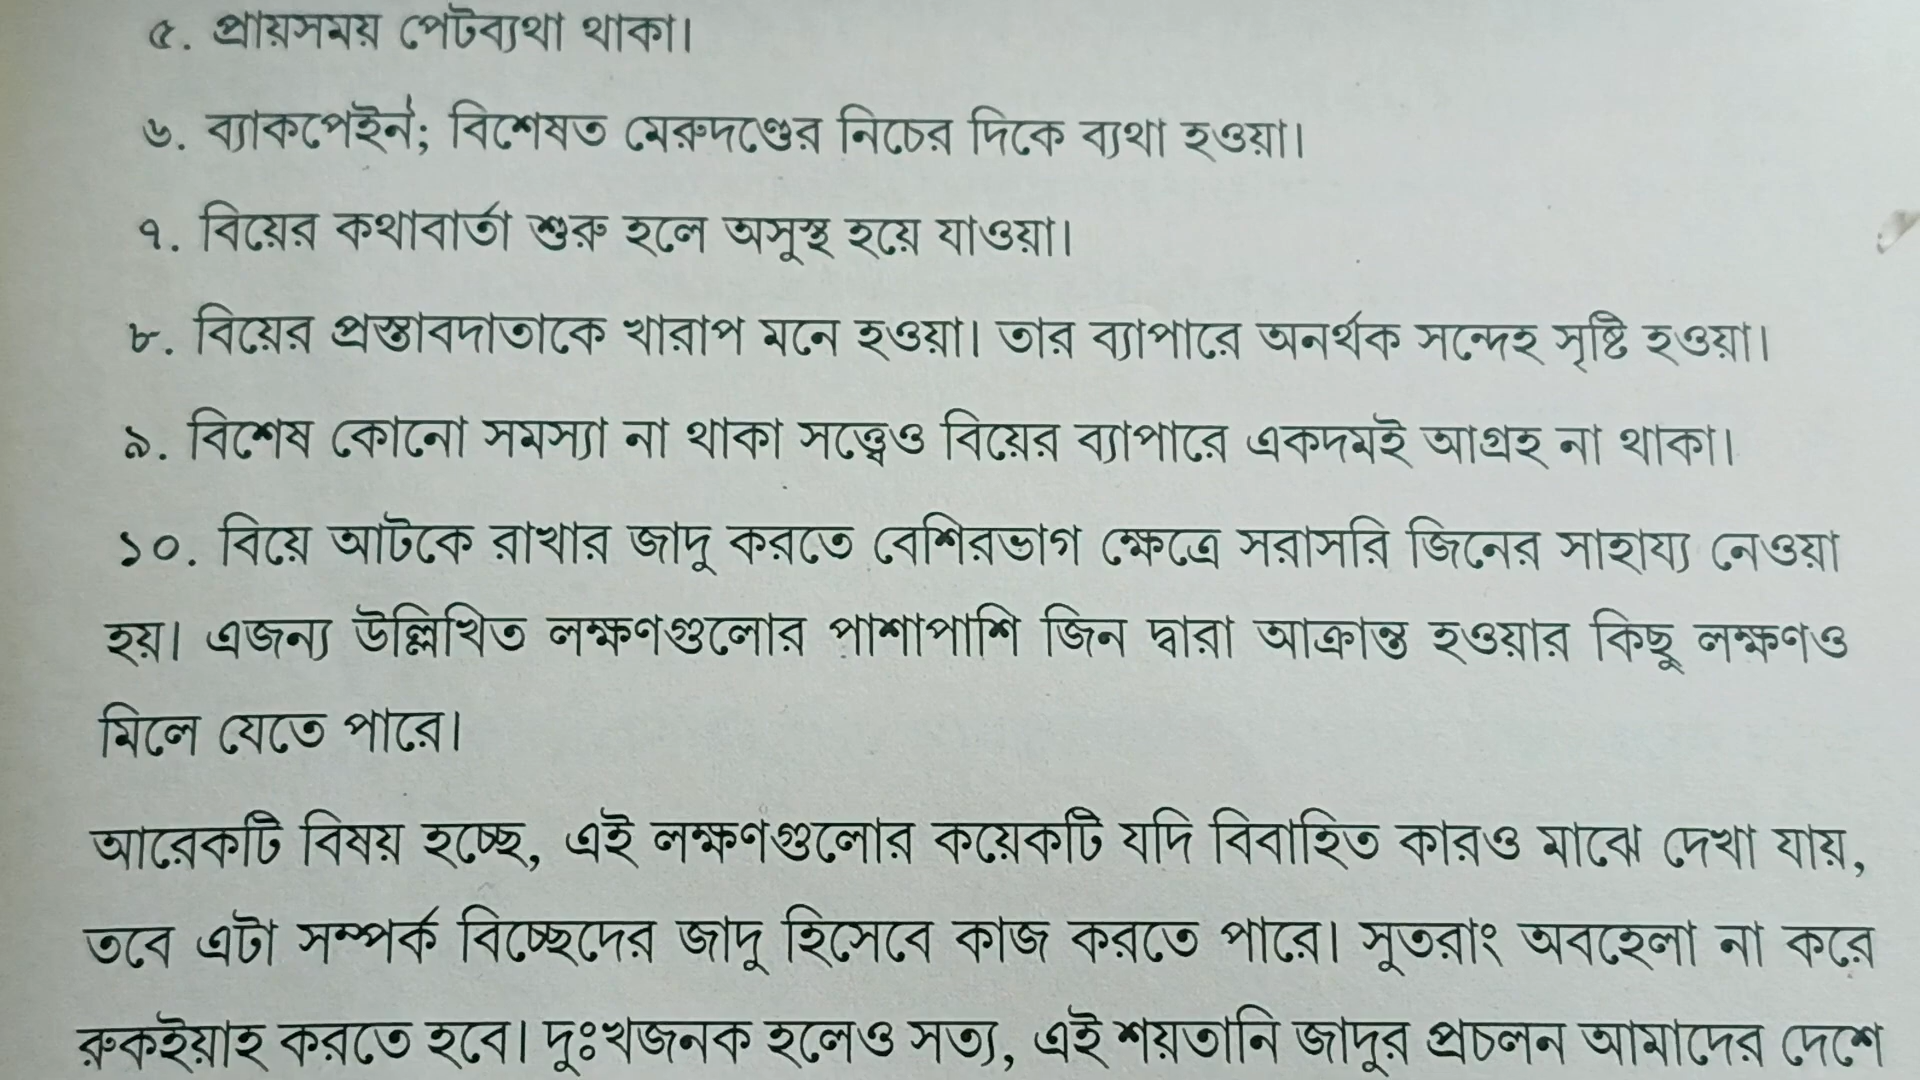 ৫. প্রায়সময় পেটব্যথা থাকা।
৬. ব্যাকপেইন; বিশেষত মেরুদণ্ডের নিচের দিকে ব্যথা হওয়া।
৭. বিয়ের কথাবার্তা শুরু হলে অসুস্থ হয়ে যাওয়া।
৮. বিয়ের প্রস্তাবদাতাকে খারাপ মনে হওয়া। তার ব্যাপারে অনর্থক সন্দেহ সৃষ্টি হওয়া।
৯. বিশেষ কোনো সমস্যা না থাকা সত্ত্বেও বিয়ের ব্যাপারে একদমই আগ্রহ না থাকা।
১০. বিয়ে আটকে রাখার জাদু করতে বেশিরভাগ ক্ষেত্রে সরাসরি জিনের সাহায্য নেওয়া
হয়। এজন্য উল্লিখিত লক্ষণগুলোর পাশাপাশি জিন দ্বারা আক্রান্ত হওয়ার কিছু লক্ষণও
মিলে যেতে পারে।
আরেকটি বিষয় হচ্ছে, এই লক্ষণগুলোর কয়েকটি যদি বিবাহিত কারও মাঝে দেখা যায়,
তবে এটা সম্পর্ক বিচ্ছেদের জাদু হিসেবে কাজ করতে পারে। সুতরাং অবহেলা না করে
রুকইয়াহ করতে হবে। দুঃখজনক হলেও সত্য, এই শয়তানি জাদুর প্রচলন আমাদের দেশে